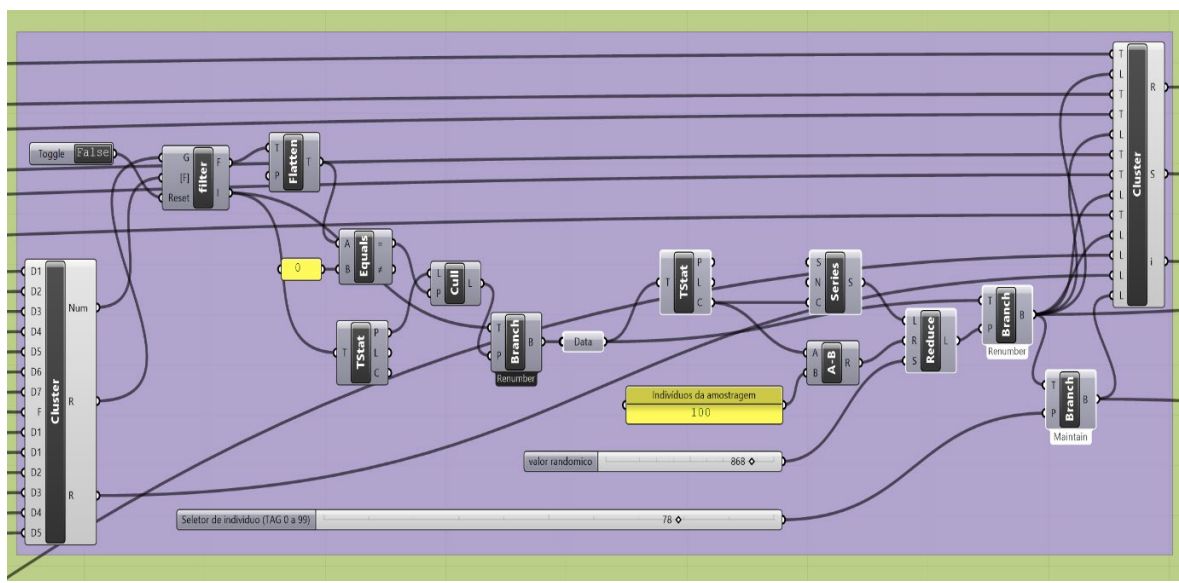 Toggle False
G
[F]
Reset
filter
F
I
T
P
Flatten
T
0
A
B
Equals
=
≠
T
TStat
P
L
C
L
P
Cull
L
T
P
Branch
B
Renumber
Data
T
TStat
P
L
C
S
N
C
Series
S
A
B
A-B
R
L
R
S
Reduce
L
T
P
Branch
B
Renumber
T
P
Branch
B
Maintain
Indivíduos da amostragem
100
valor randomico 868
Seletor de individuo (TAG 0 a 99) 78
D1
D2
D3
D4
D5
D6
D7
F
D1
D1
D2
D3
D4
D5
Cluster
Num
R
R
T
L
T
T
L
T
T
L
T
L
L
L
L
Cluster
R
S
i